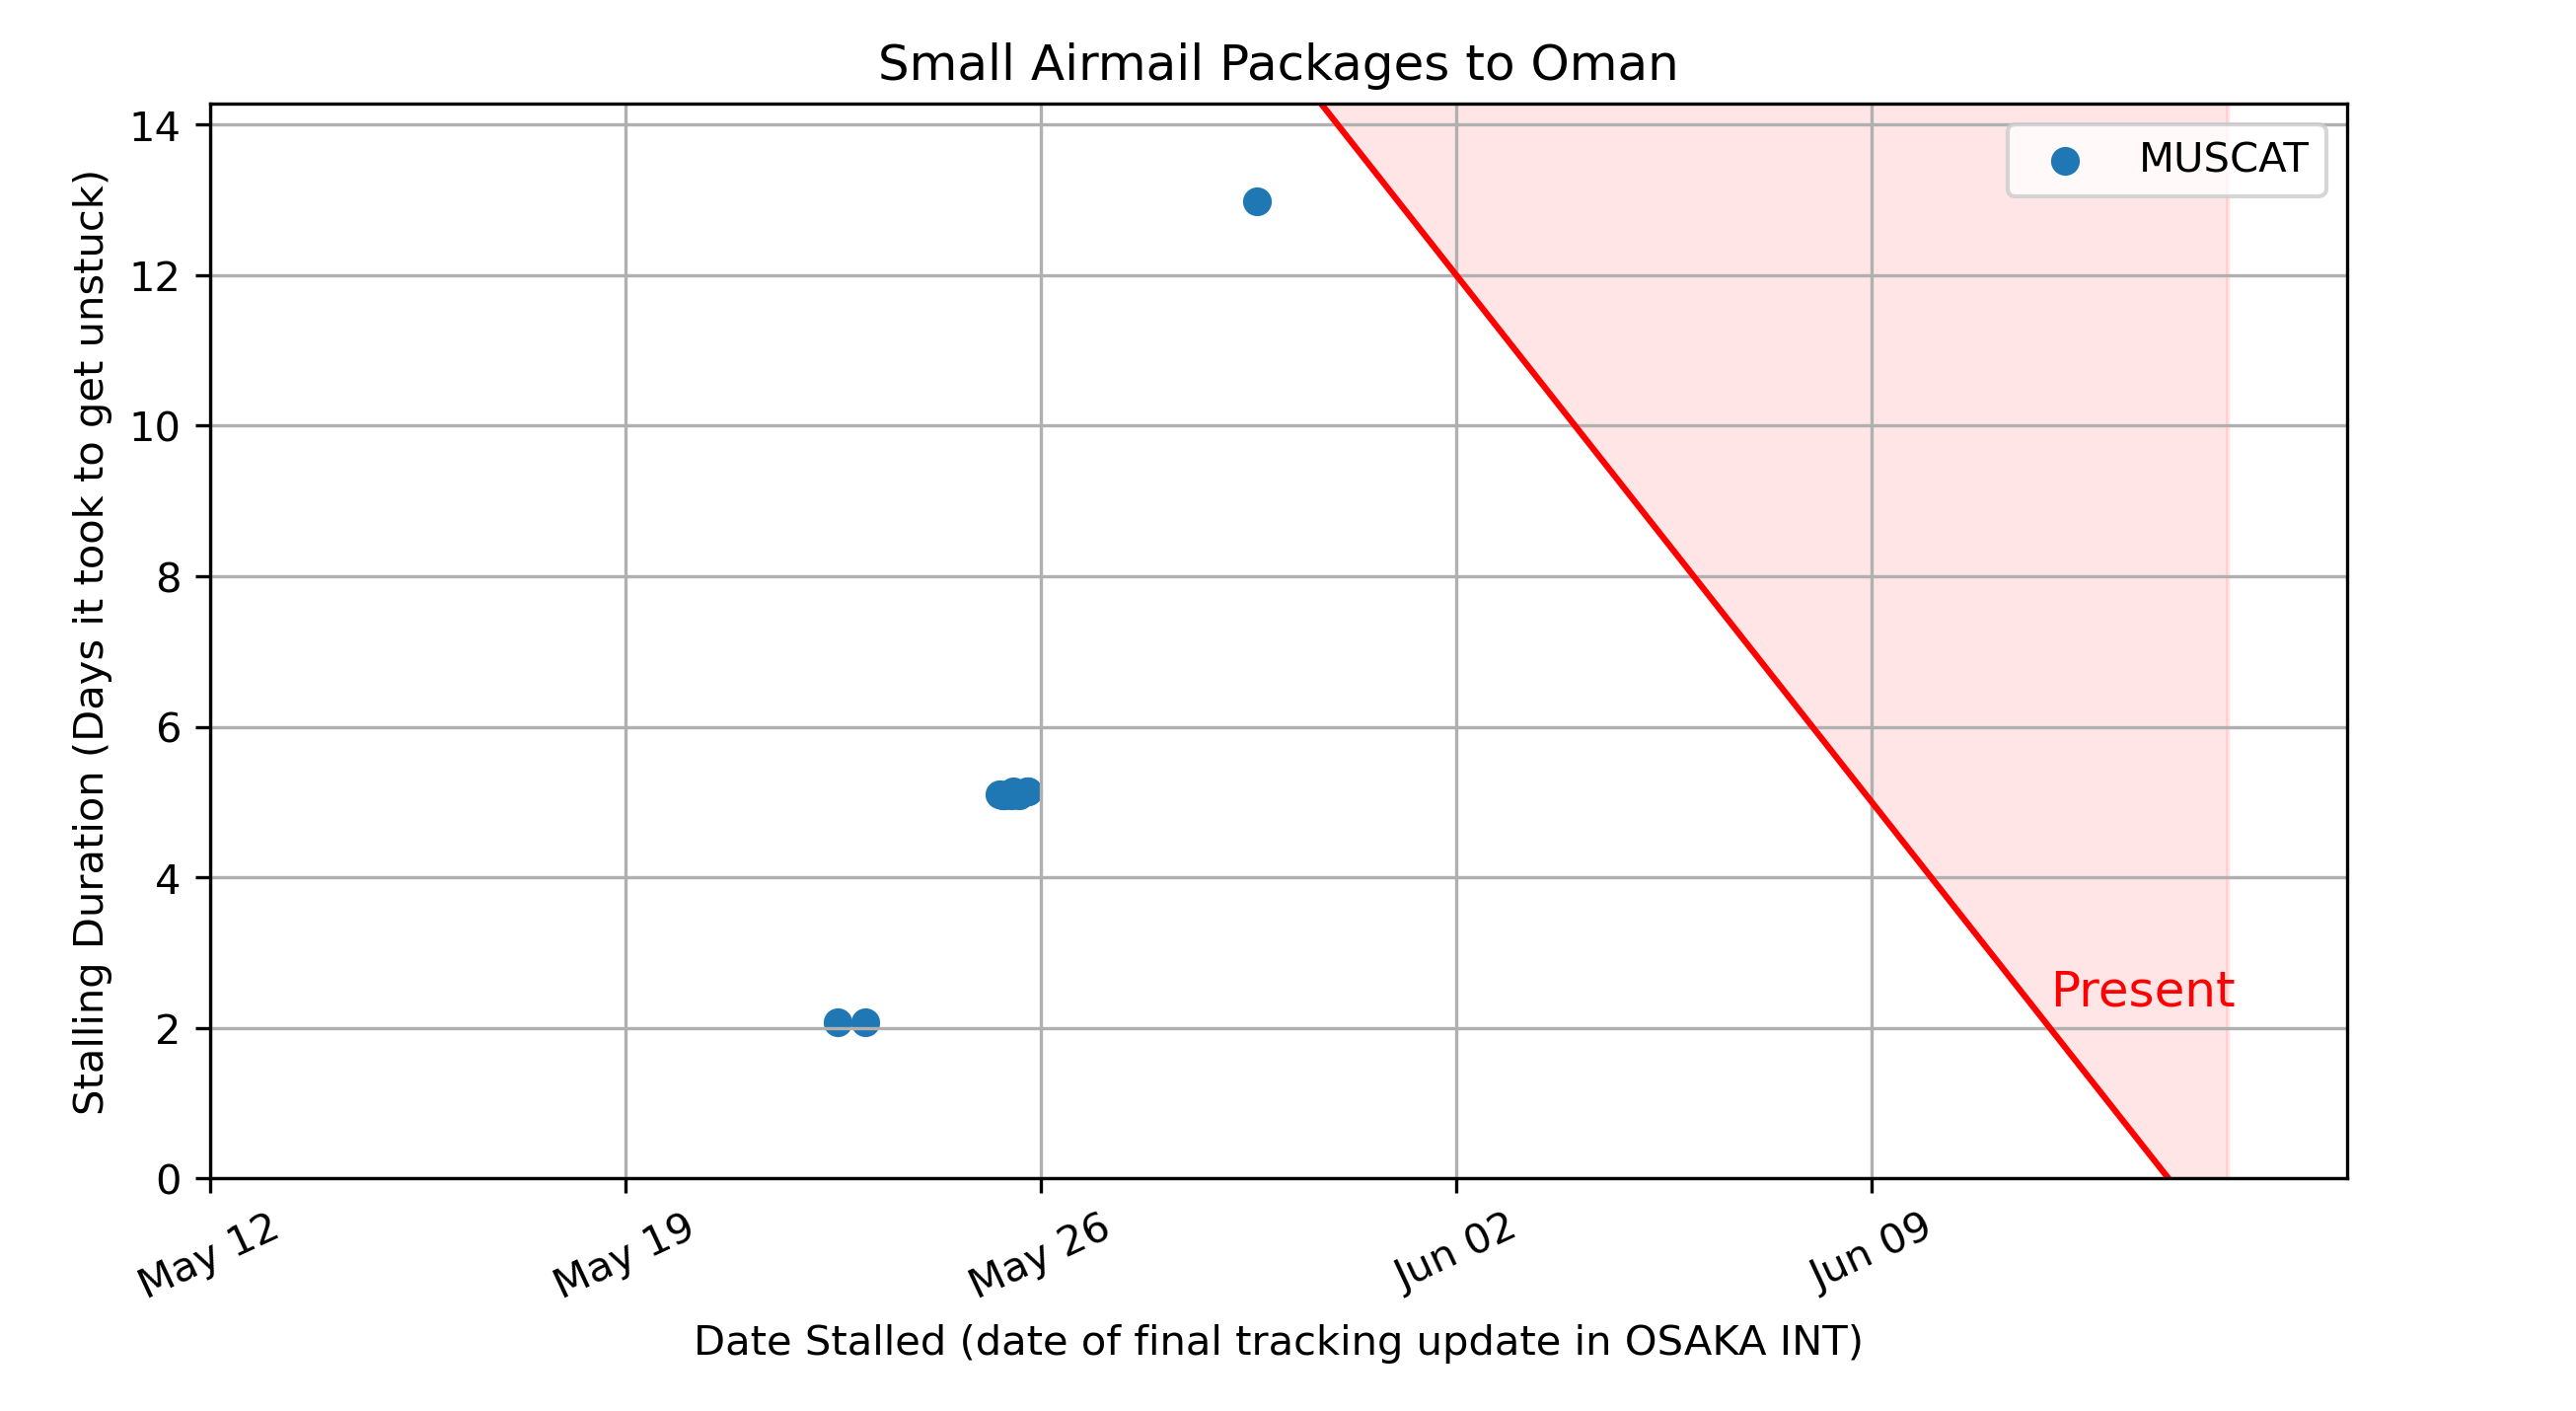 Small Airmail Packages to Oman
MUSCAT
Stalling Duration (Days it took to get unstuck)
14
12
10
8
6
4
2
0
Present
May 12
May 19
May 26
Jun 02
Jun 09
Date Stalled (date of final tracking update in OSAKA INT)